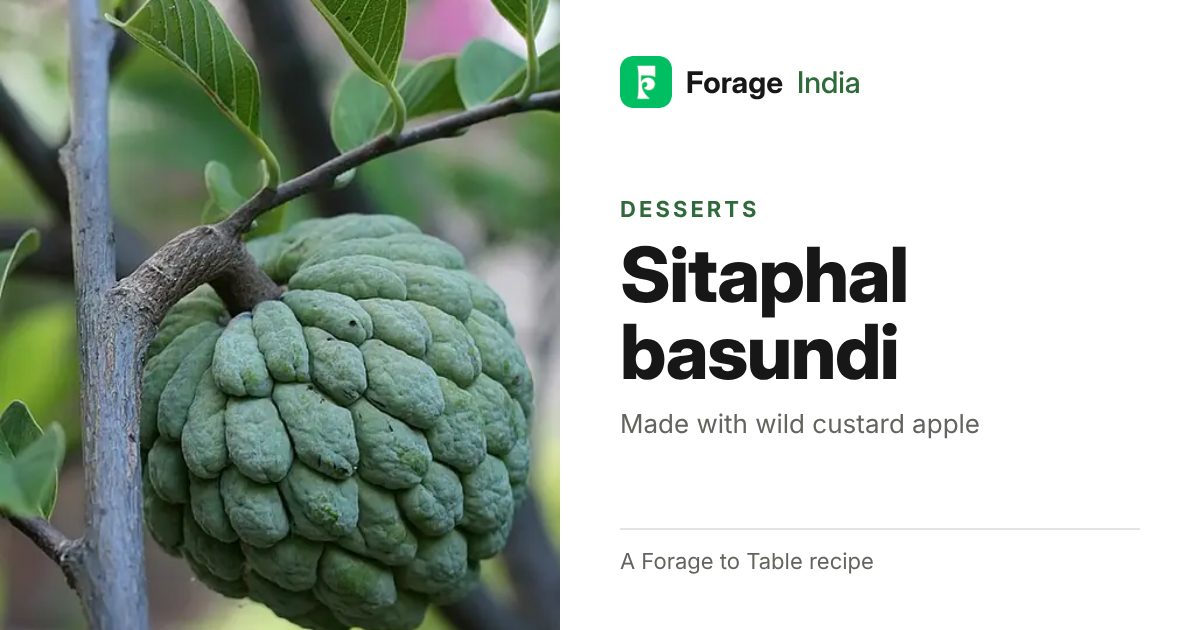 Forage India
DESSERTS
Sitaphal
basundi
Made with wild custard apple
A Forage to Table recipe